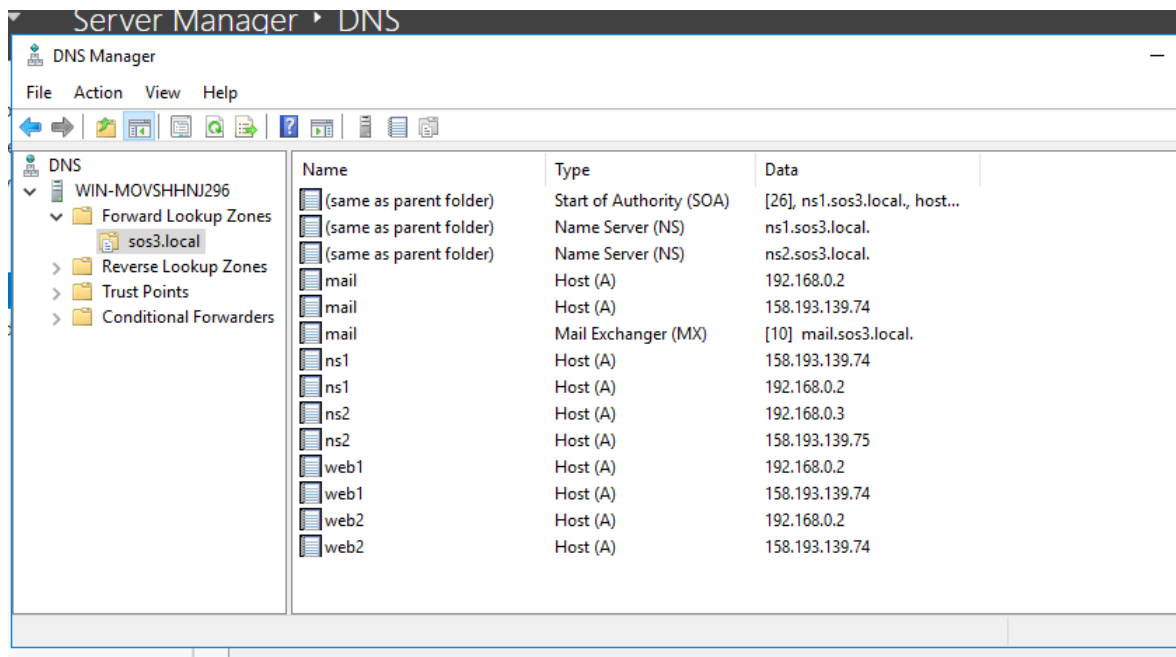 Server Manager ‣ DNS
DNS Manager
File Action View Help
DNS
WIN-MOVSHHNJ296
Forward Lookup Zones
sos3.local
Reverse Lookup Zones
Trust Points
Conditional Forwarders
Name Type Data
(same as parent folder) Start of Authority (SOA) [26], ns1.sos3.local., host...
(same as parent folder) Name Server (NS) ns1.sos3.local.
(same as parent folder) Name Server (NS) ns2.sos3.local.
mail Host (A) 192.168.0.2
mail Host (A) 158.193.139.74
mail Mail Exchanger (MX) [10] mail.sos3.local.
ns1 Host (A) 158.193.139.74
ns1 Host (A) 192.168.0.2
ns2 Host (A) 192.168.0.3
ns2 Host (A) 158.193.139.75
web1 Host (A) 192.168.0.2
web1 Host (A) 158.193.139.74
web2 Host (A) 192.168.0.2
web2 Host (A) 158.193.139.74